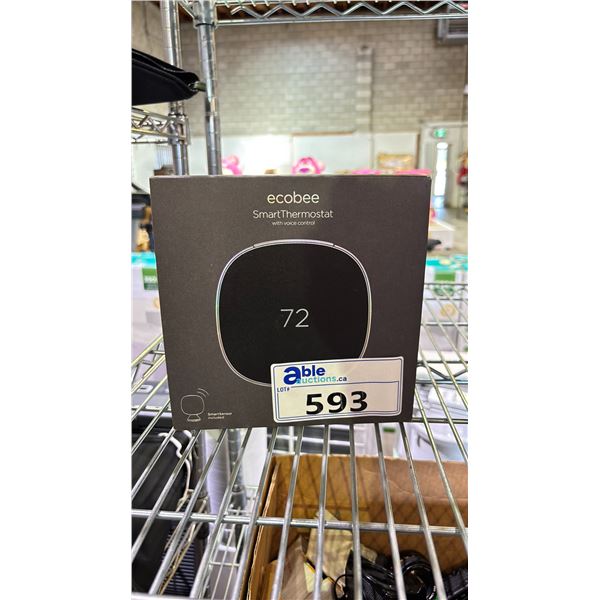 ecobee
SmartThermostat
with voice control
72
able
auctions.ca
LOT#
593
SmartSensor
included